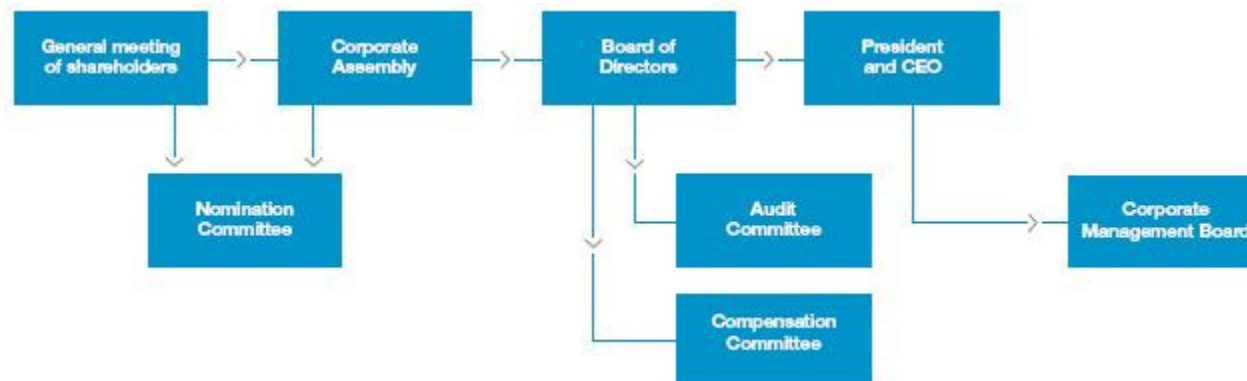 General meeting
of shareholders
Corporate
Assembly
Board of
Directors
President
and CEO
Nomination
Committee
Audit
Committee
Corporate
Management Board
Compensation
Committee